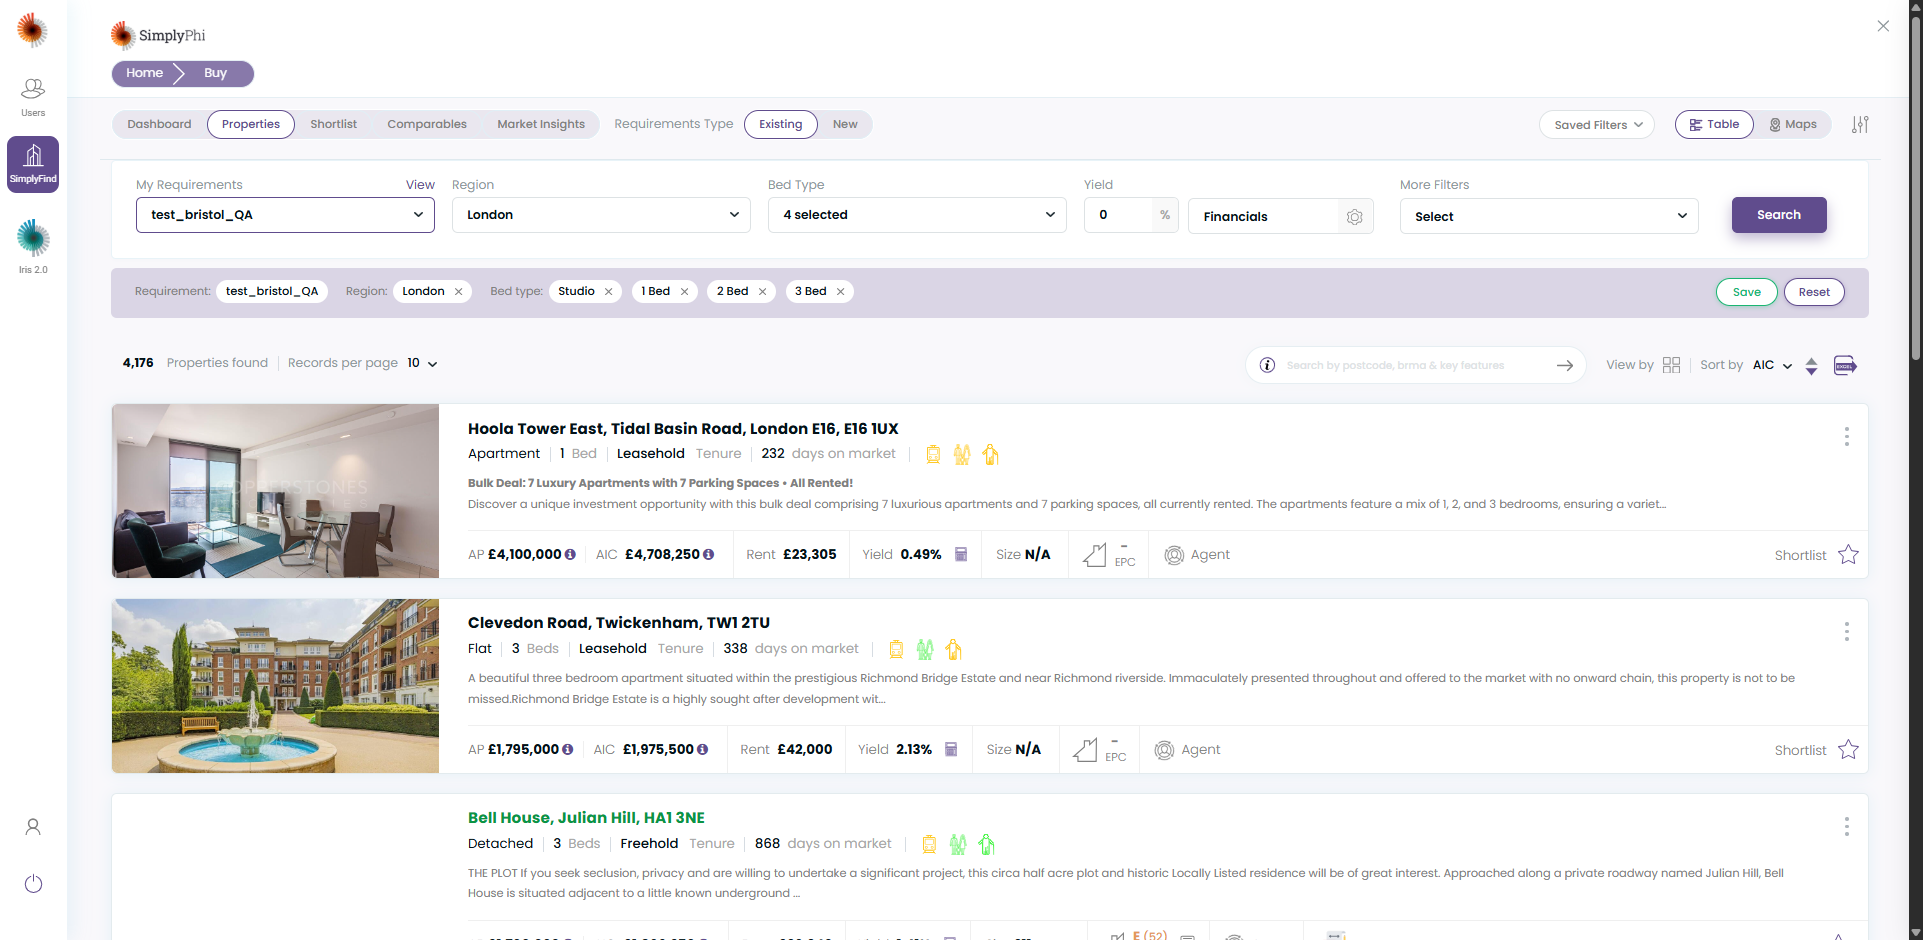 SimplyPhi
Home
Buy
Users
SimplyFind
Iris 2.0
Dashboard
Properties
Shortlist
Comparables
Market Insights
Requirements Type
Existing
New
Saved Filters
Table
Maps
My Requirements
View
Region
Bed Type
Yield
More Filters
test_bristol_QA
London
4 selected
0
%
Financials
Select
Search
Requirement:
test_bristol_QA
Region:
London
Bed type:
Studio
1 Bed
2 Bed
3 Bed
Save
Reset
4,176 Properties found
Records per page 10
Search by postcode, brma & key features
View by
Sort by AIC
EXCEL
Hoola Tower East, Tidal Basin Road, London E16, E16 1UX
Apartment 1 Bed Leasehold Tenure 232 days on market
Bulk Deal: 7 Luxury Apartments with 7 Parking Spaces • All Rented!
Discover a unique investment opportunity with this bulk deal comprising 7 luxurious apartments and 7 parking spaces, all currently rented. The apartments feature a mix of 1, 2, and 3 bedrooms, ensuring a variet...
AP £4,100,000 AIC £4,708,250 Rent £23,305 Yield 0.49% Size N/A - EPC Agent Shortlist
Clevedon Road, Twickenham, TW1 2TU
Flat 3 Beds Leasehold Tenure 338 days on market
A beautiful three bedroom apartment situated within the prestigious Richmond Bridge Estate and near Richmond riverside. Immaculately presented throughout and offered to the market with no onward chain, this property is not to be
missed.Richmond Bridge Estate is a highly sought after development wit...
AP £1,795,000 AIC £1,975,500 Rent £42,000 Yield 2.13% Size N/A - EPC Agent Shortlist
Bell House, Julian Hill, HA1 3NE
Detached 3 Beds Freehold Tenure 868 days on market
THE PLOT If you seek seclusion, privacy and are willing to undertake a significant project, this circa half acre plot and historic Locally Listed residence will be of great interest. Approached along a private roadway named Julian Hill, Bell
House is situated adjacent to a little known underground ...
E (52)